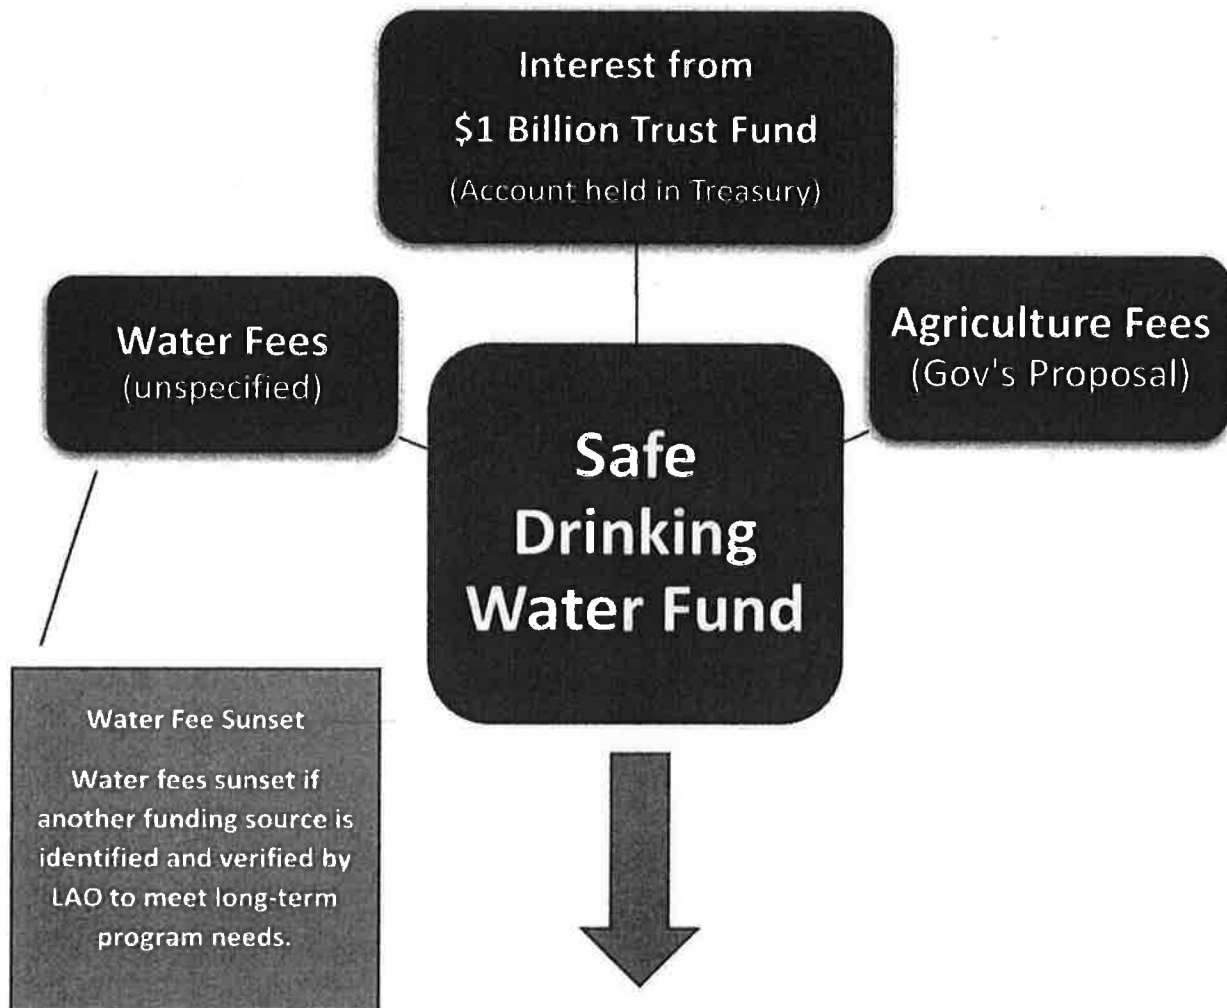 Interest from
$1 Billion Trust Fund
(Account held in Treasury)
Water Fees
(unspecified)
Agriculture Fees
(Gov's Proposal)
Safe
Drinking
Water Fund
Water Fee Sunset
Water fees sunset if
another funding source is
identified and verified by
LAO to meet long-term
program needs.